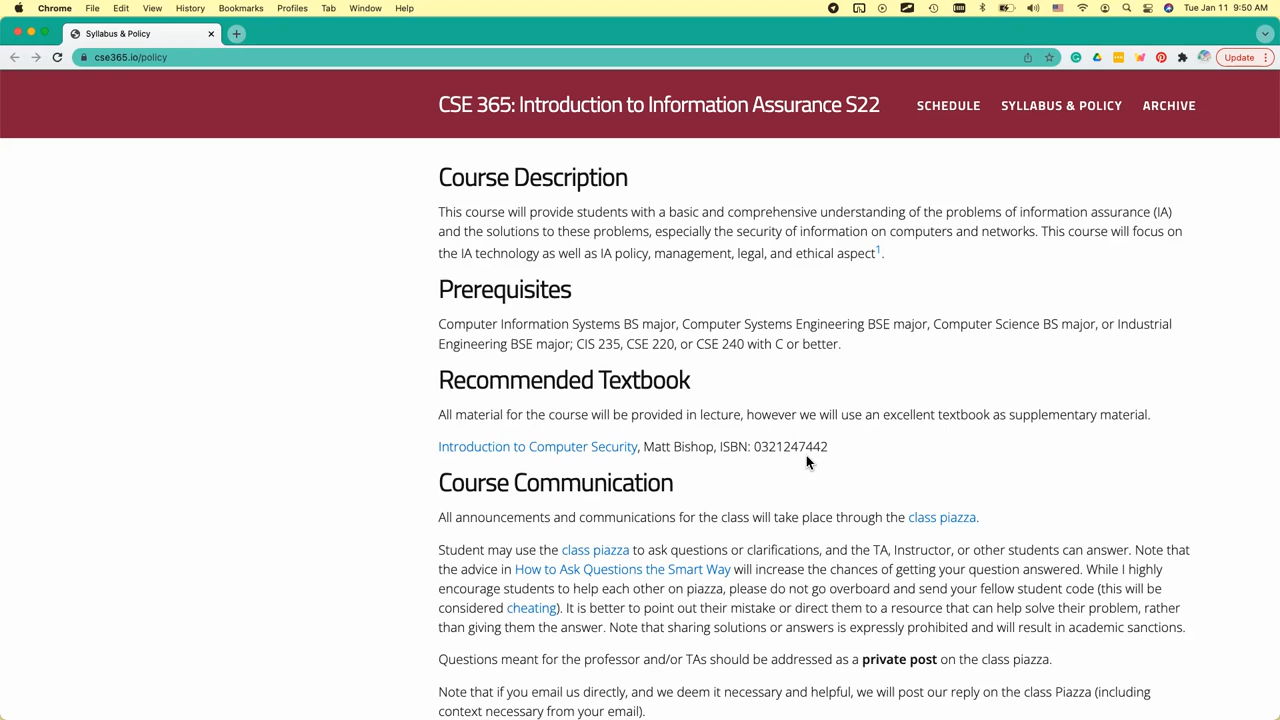 Chrome File Edit View History Bookmarks Profiles Tab Window Help Tue Jan 11 9:50 AM
Syllabus & Policy
cse365.io/policy Update
CSE 365: Introduction to Information Assurance S22 SCHEDULE SYLLABUS & POLICY ARCHIVE
Course Description
This course will provide students with a basic and comprehensive understanding of the problems of information assurance (IA)
and the solutions to these problems, especially the security of information on computers and networks. This course will focus on
the IA technology as well as IA policy, management, legal, and ethical aspect1.
Prerequisites
Computer Information Systems BS major, Computer Systems Engineering BSE major, Computer Science BS major, or Industrial
Engineering BSE major; CIS 235, CSE 220, or CSE 240 with C or better.
Recommended Textbook
All material for the course will be provided in lecture, however we will use an excellent textbook as supplementary material.
Introduction to Computer Security, Matt Bishop, ISBN: 0321247442
Course Communication
All announcements and communications for the class will take place through the class piazza.
Student may use the class piazza to ask questions or clarifications, and the TA, Instructor, or other students can answer. Note that
the advice in How to Ask Questions the Smart Way will increase the chances of getting your question answered. While I highly
encourage students to help each other on piazza, please do not go overboard and send your fellow student code (this will be
considered cheating). It is better to point out their mistake or direct them to a resource that can help solve their problem, rather
than giving them the answer. Note that sharing solutions or answers is expressly prohibited and will result in academic sanctions.
Questions meant for the professor and/or TAs should be addressed as a private post on the class piazza.
Note that if you email us directly, and we deem it necessary and helpful, we will post our reply on the class Piazza (including
context necessary from your email).